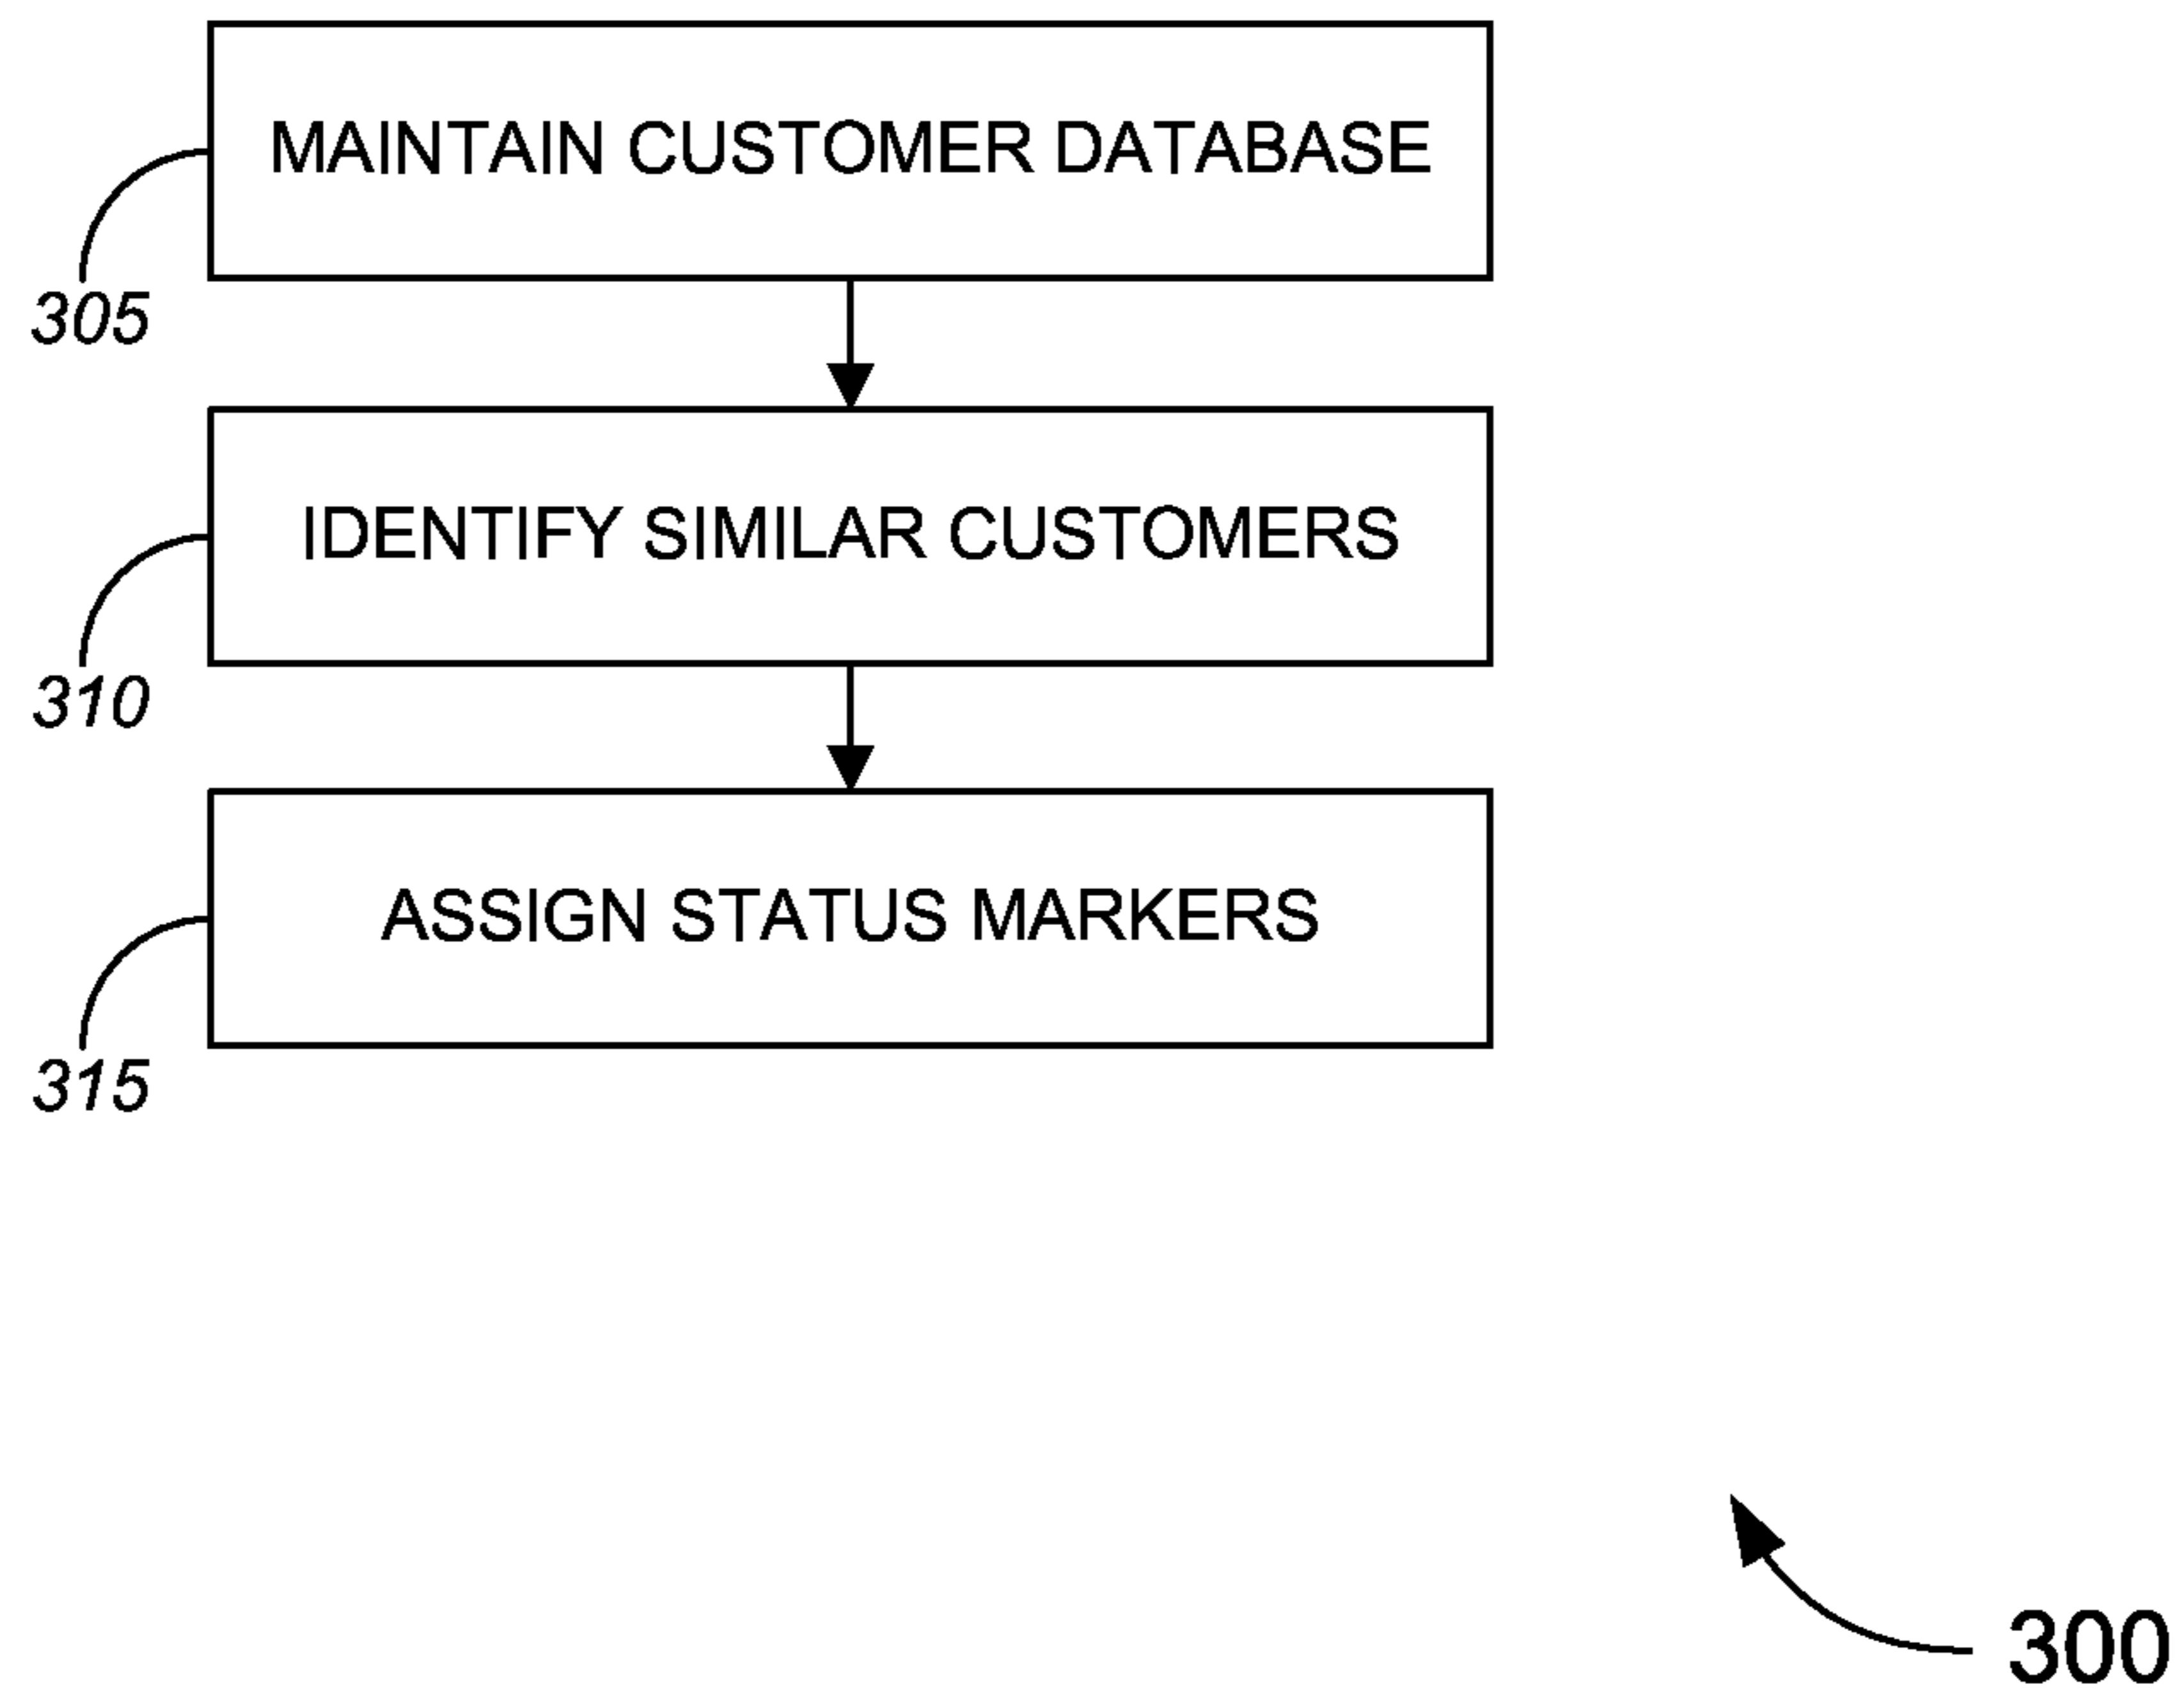 MAINTAIN CUSTOMER DATABASE
305
IDENTIFY SIMILAR CUSTOMERS
310
ASSIGN STATUS MARKERS
315
300